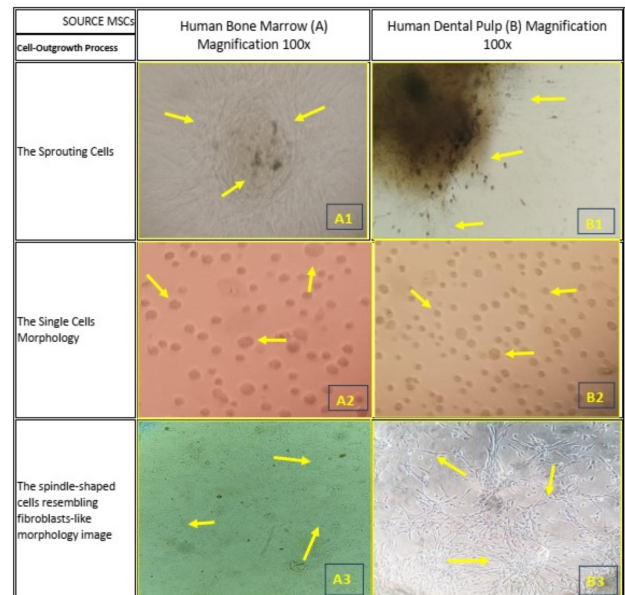 SOURCE MSCs
Cell-Outgrowth Process
Human Bone Marrow (A)
Magnification 100x
Human Dental Pulp (B) Magnification
100x
The Sprouting Cells
A1
B1
The Single Cells
Morphology
A2
B2
The spindle-shaped
cells resembling
fibroblasts-like
morphology image
A3
B3